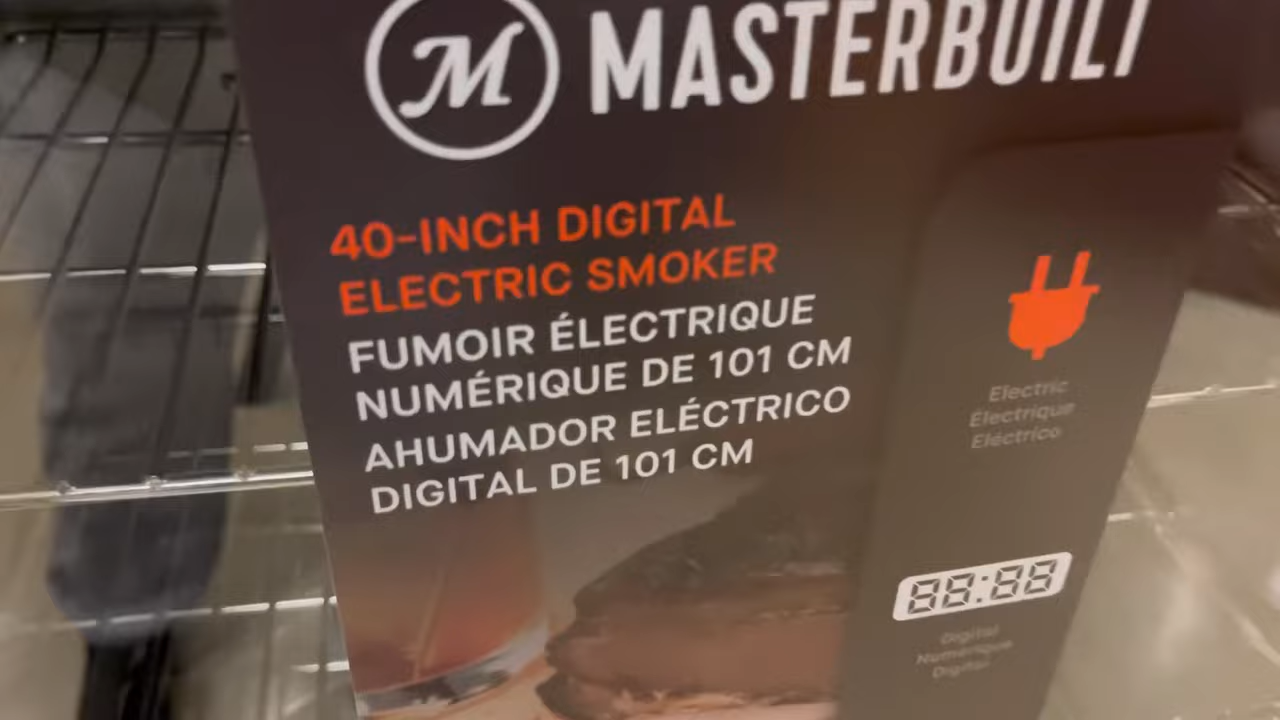 M MASTERBUILT
40-INCH DIGITAL
ELECTRIC SMOKER
FUMOIR ÉLECTRIQUE
NUMÉRIQUE DE 101 CM
AHUMADOR ELÉCTRICO
DIGITAL DE 101 CM
Electric
Électrique
Eléctrico
88:88
Digital
Numérique
Digital